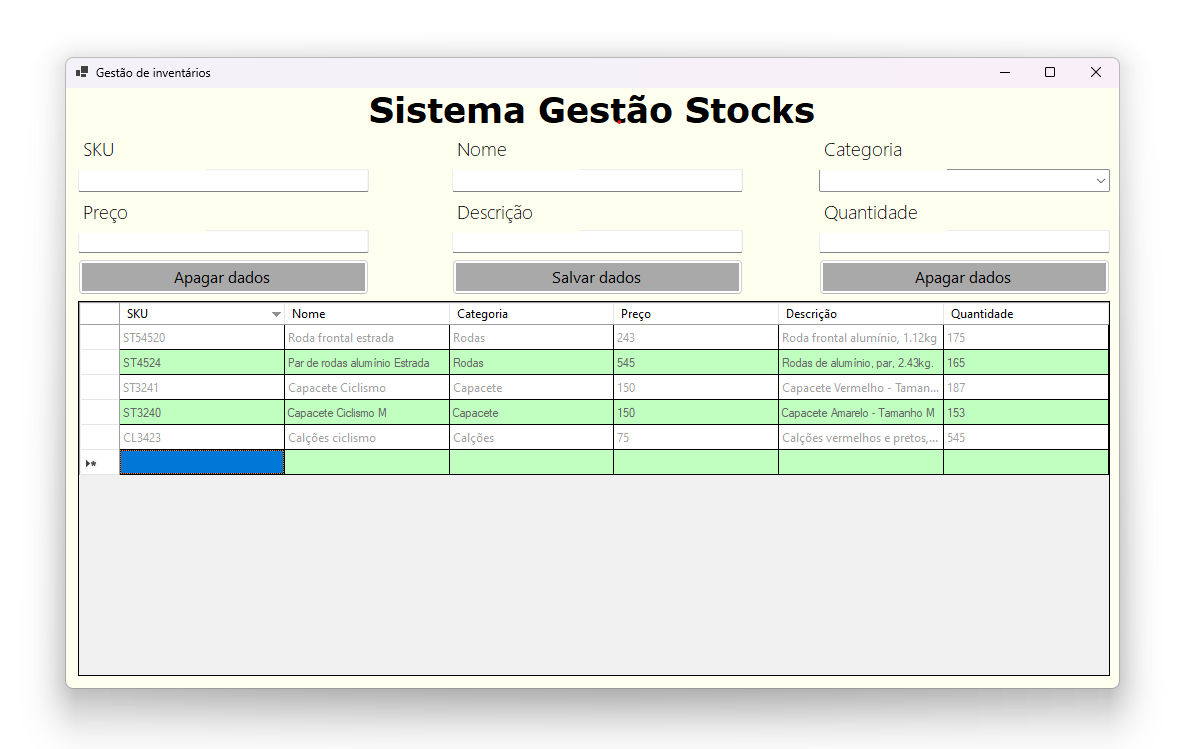 Gestão de inventários
Sistema Gestão Stocks
SKU Nome Categoria
Preço Descrição Quantidade
Apagar dados Salvar dados Apagar dados
SKU Nome Categoria Preço Descrição Quantidade
ST54520 Roda frontal estrada Rodas 243 Roda frontal alumínio, 1.12kg 175
ST4524 Par de rodas alumínio Estrada Rodas 545 Rodas de alumínio, par, 2.43kg. 165
ST3241 Capacete Ciclismo Capacete 150 Capacete Vermelho - Taman... 187
ST3240 Capacete Ciclismo M Capacete 150 Capacete Amarelo - Tamanho M 153
CL3423 Calções ciclismo Calções 75 Calções vermelhos e pretos,... 545